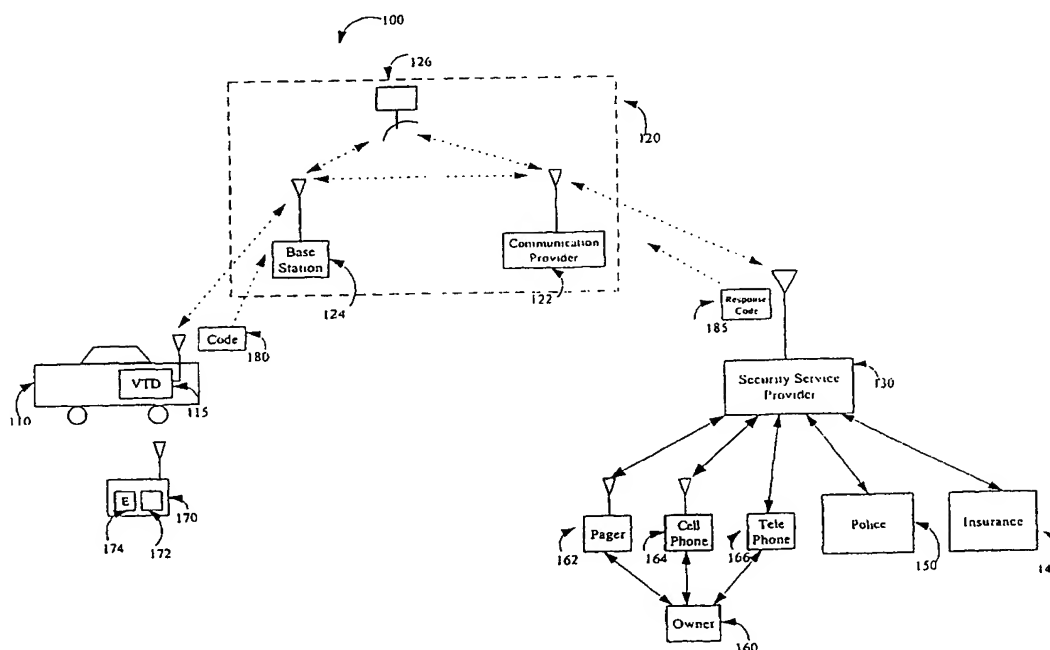 100
126
120
Base
Station
124
Communication
Provider
122
Response
Code
185
Code
180
VTD
110
115
Security Service
Provider
130
E
170
174
172
Pager
162
Cell
Phone
164
Tele
Phone
166
Police
150
Insurance
Owner
160